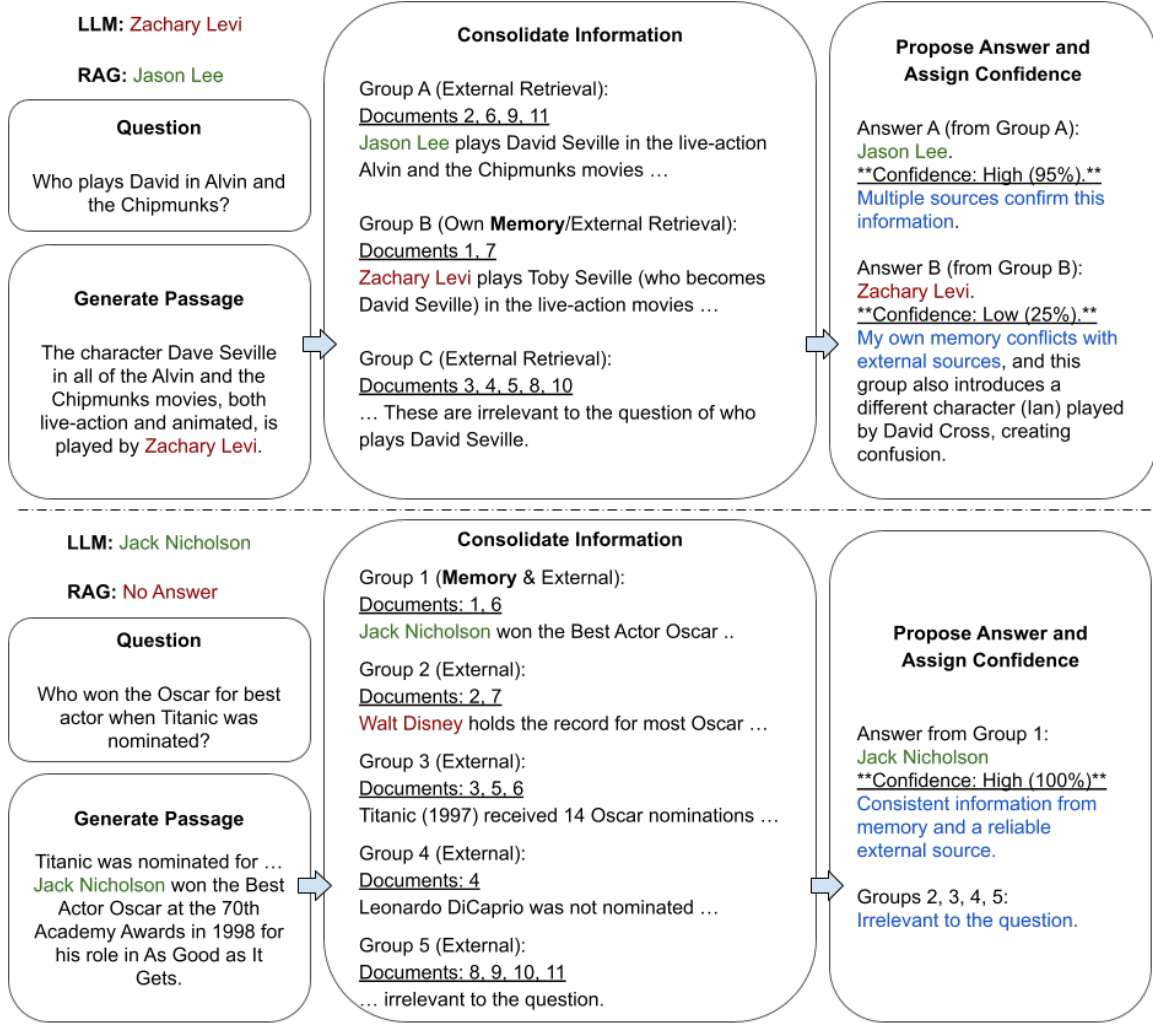 LLM: Zachary Levi
RAG: Jason Lee
Question
Who plays David in Alvin and
the Chipmunks?
Generate Passage
The character Dave Seville
in all of the Alvin and the
Chipmunks movies, both
live-action and animated, is
played by Zachary Levi.
Consolidate Information
Group A (External Retrieval):
Documents 2, 6, 9, 11
Jason Lee plays David Seville in the live-action
Alvin and the Chipmunks movies ...
Group B (Own Memory/External Retrieval):
Documents 1, 7
Zachary Levi plays Toby Seville (who becomes
David Seville) in the live-action movies ...
Group C (External Retrieval):
Documents 3, 4, 5, 8, 10
... These are irrelevant to the question of who
plays David Seville.
Propose Answer and
Assign Confidence
Answer A (from Group A):
Jason Lee.
**Confidence: High (95%).**
Multiple sources confirm this
information.
Answer B (from Group B):
Zachary Levi.
**Confidence: Low (25%).**
My own memory conflicts with
external sources, and this
group also introduces a
different character (Ian) played
by David Cross, creating
confusion.
LLM: Jack Nicholson
RAG: No Answer
Question
Who won the Oscar for best
actor when Titanic was
nominated?
Generate Passage
Titanic was nominated for ...
Jack Nicholson won the Best
Actor Oscar at the 70th
Academy Awards in 1998 for
his role in As Good as It
Gets.
Consolidate Information
Group 1 (Memory & External):
Documents: 1, 6
Jack Nicholson won the Best Actor Oscar ..
Group 2 (External):
Documents: 2, 7
Walt Disney holds the record for most Oscar ...
Group 3 (External):
Documents: 3, 5, 6
Titanic (1997) received 14 Oscar nominations ...
Group 4 (External):
Documents: 4
Leonardo DiCaprio was not nominated ...
Group 5 (External):
Documents: 8, 9, 10, 11
... irrelevant to the question.
Propose Answer and
Assign Confidence
Answer from Group 1:
Jack Nicholson
**Confidence: High (100%)**
Consistent information from
memory and a reliable
external source.
Groups 2, 3, 4, 5:
Irrelevant to the question.